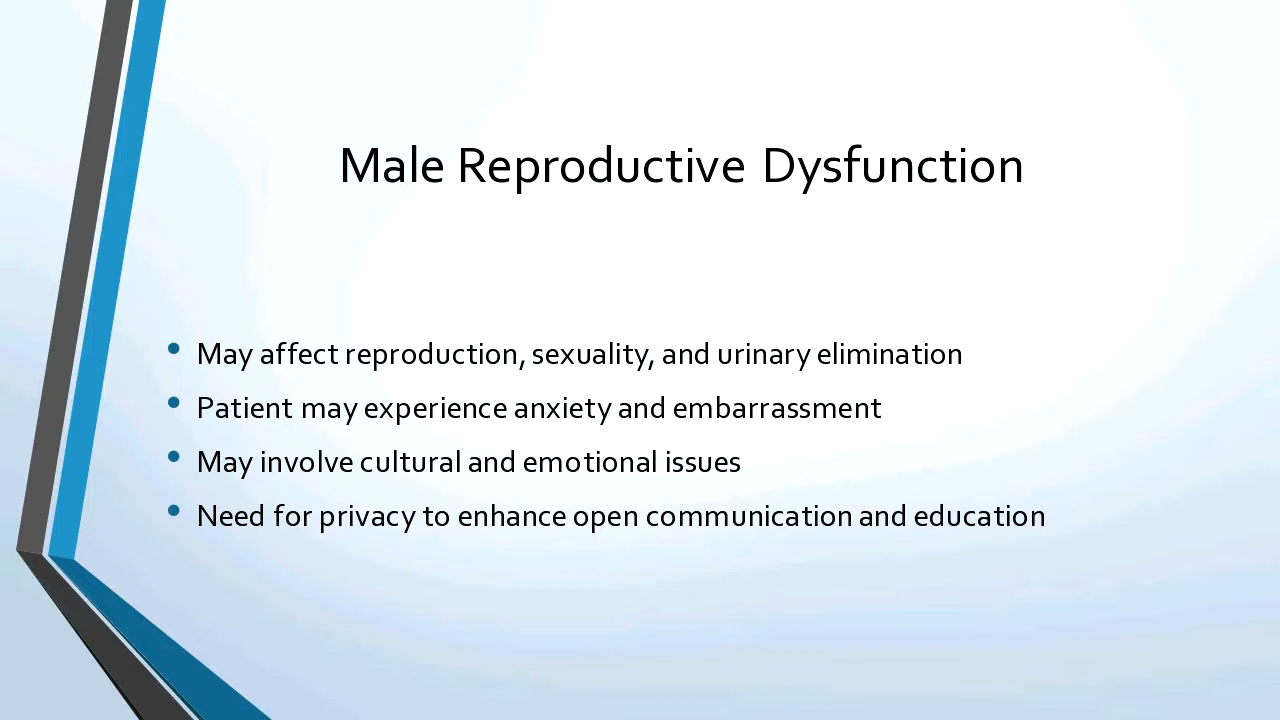 Male Reproductive Dysfunction
• May affect reproduction, sexuality, and urinary elimination
• Patient may experience anxiety and embarrassment
• May involve cultural and emotional issues
• Need for privacy to enhance open communication and education